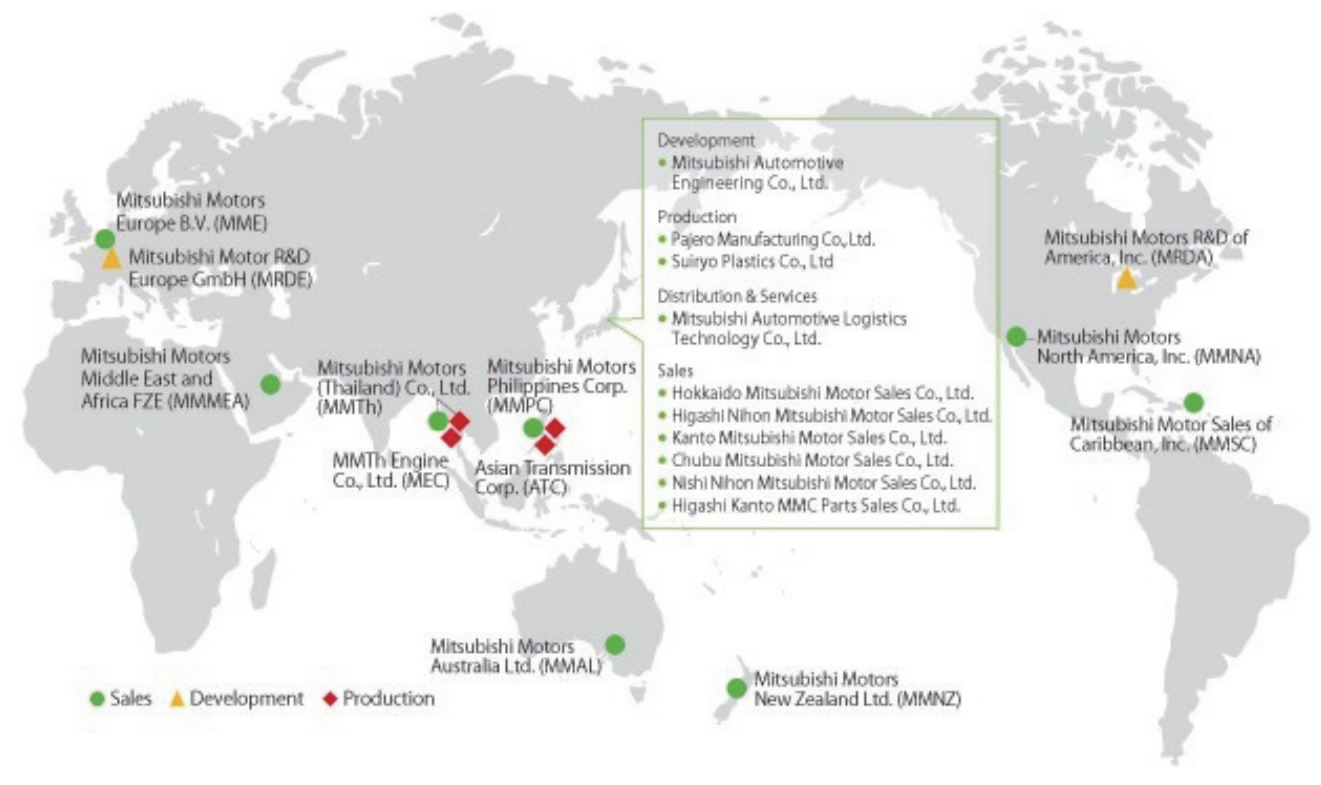 Mitsubishi Motors
Europe B.V. (MME)
Mitsubishi Motor R&D
Europe GmbH (MRDE)
Mitsubishi Motors
Middle East and
Africa FZE (MMMEA)
Mitsubishi Motors
(Thailand) Co., Ltd.
(MMTh)
Mitsubishi Motors
Philippines Corp.
(MMPC)
MMTh Engine
Co., Ltd. (MEC)
Asian Transmission
Corp. (ATC)
Development
• Mitsubishi Automotive
Engineering Co., Ltd.
Production
• Pajero Manufacturing Co., Ltd.
• Suiryo Plastics Co., Ltd
Distribution & Services
• Mitsubishi Automotive Logistics
Technology Co., Ltd.
Sales
• Hokkaido Mitsubishi Motor Sales Co., Ltd.
• Higashi Nihon Mitsubishi Motor Sales Co., Ltd.
• Kanto Mitsubishi Motor Sales Co., Ltd.
• Chubu Mitsubishi Motor Sales Co., Ltd.
• Nishi Nihon Mitsubishi Motor Sales Co., Ltd.
• Higashi Kanto MMC Parts Sales Co., Ltd.
Mitsubishi Motors R&D of
America, Inc. (MRDA)
Mitsubishi Motors
North America, Inc. (MMNA)
Mitsubishi Motor Sales of
Caribbean, Inc. (MMSC)
Mitsubishi Motors
Australia Ltd. (MMAL)
Mitsubishi Motors
New Zealand Ltd. (MMNZ)
Sales Development Production